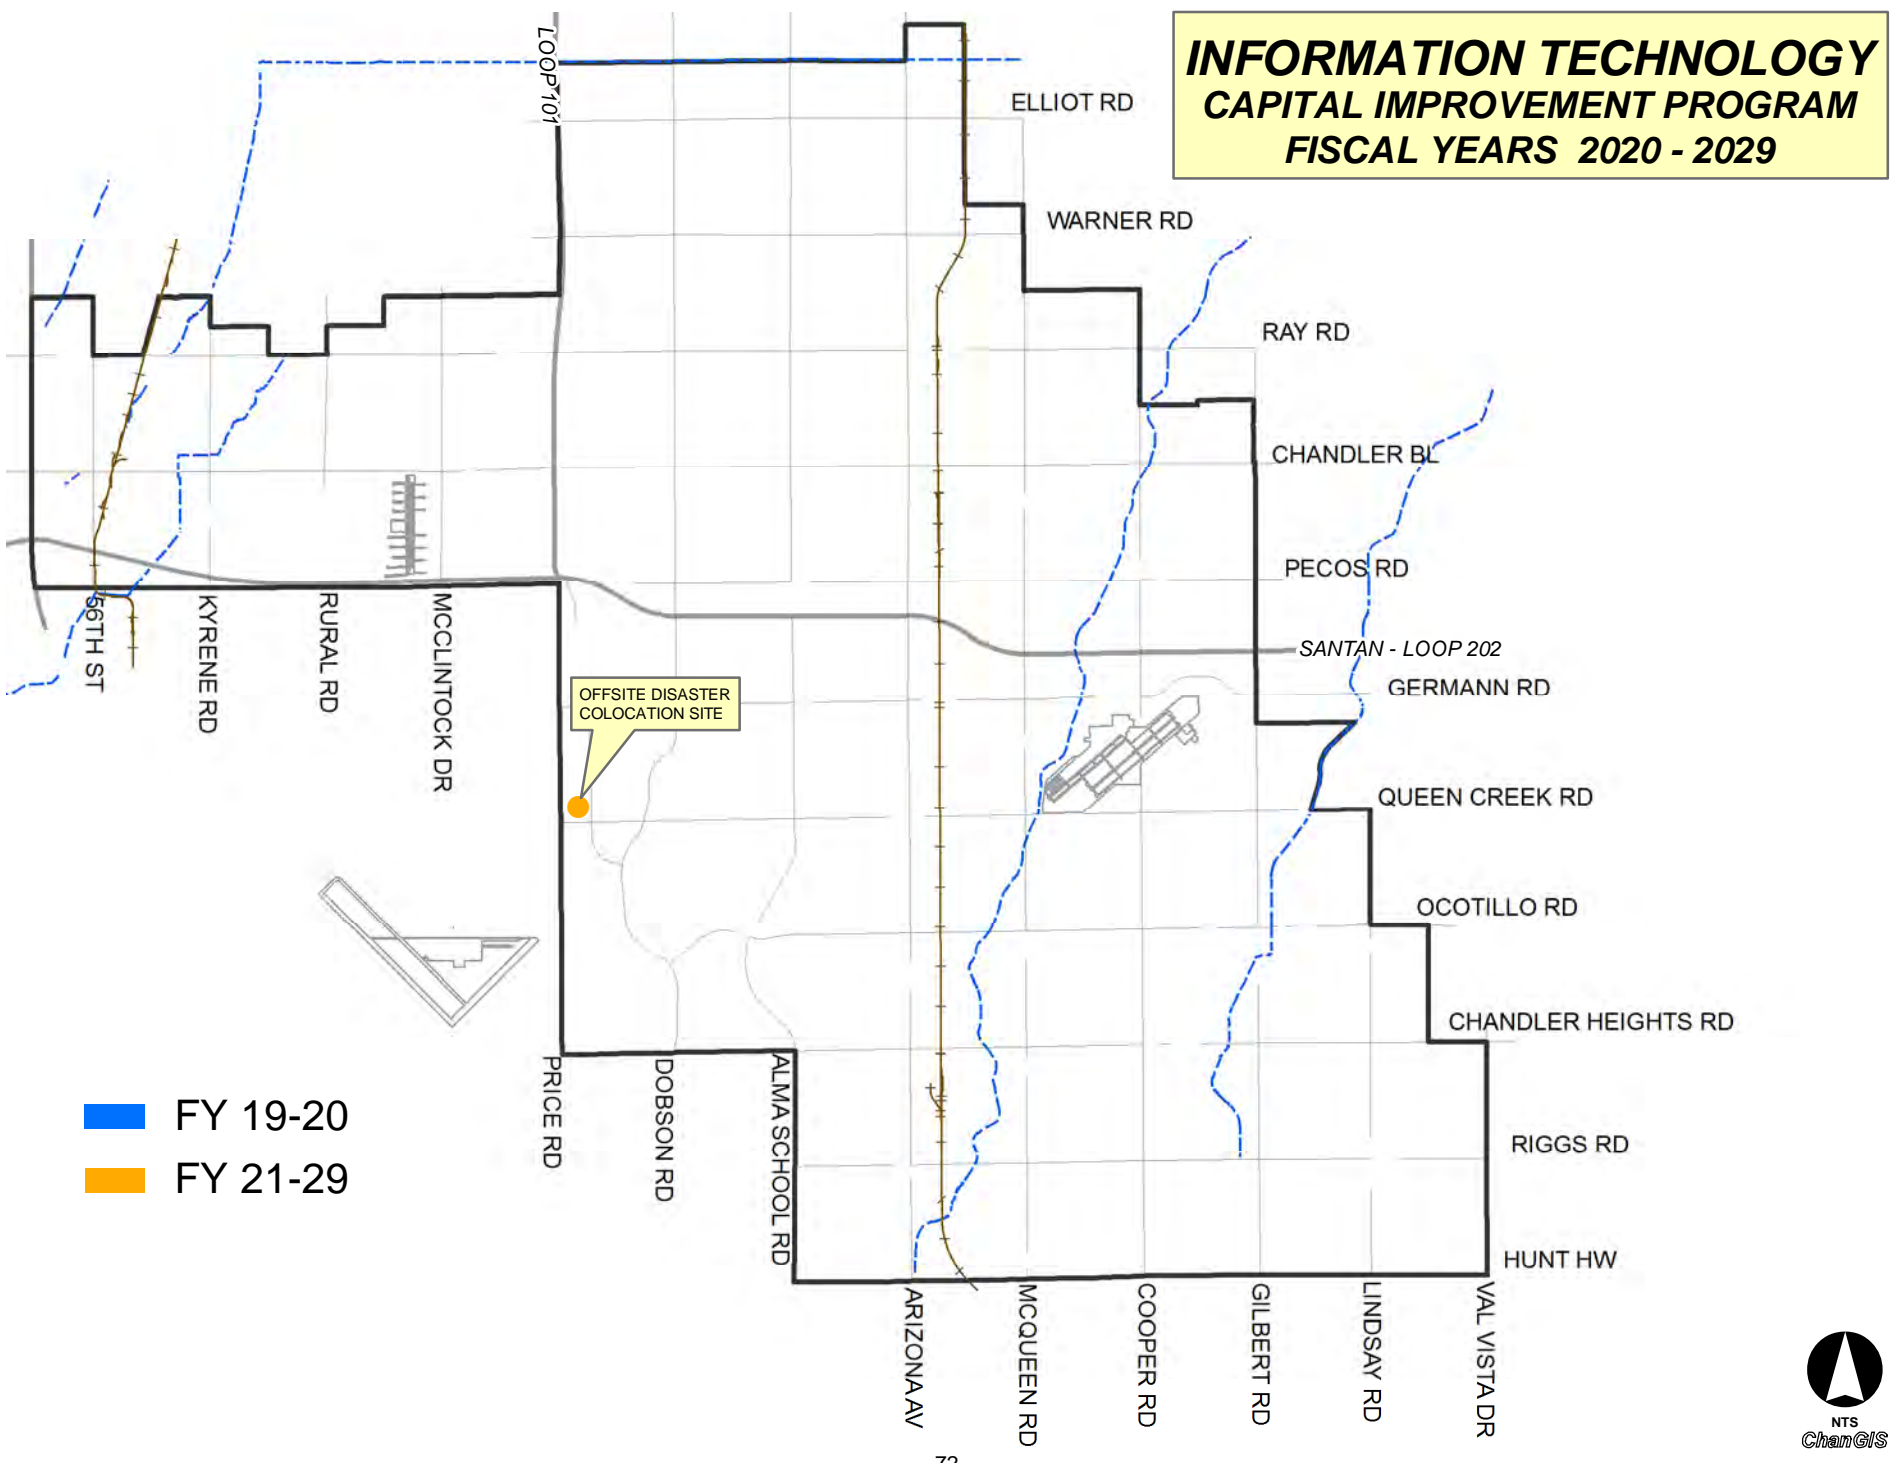 INFORMATION TECHNOLOGY
CAPITAL IMPROVEMENT PROGRAM
FISCAL YEARS 2020 - 2029
LOOP 101
ELLIOT RD
WARNER RD
RAY RD
CHANDLER BL
PECOS RD
SANTAN - LOOP 202
GERMANN RD
QUEEN CREEK RD
OCOTILLO RD
CHANDLER HEIGHTS RD
RIGGS RD
HUNT HW
56TH ST
KYRENE RD
RURAL RD
MCCLINTOCK DR
OFFSITE DISASTER
COLOCATION SITE
PRICE RD
DOBSON RD
ALMA SCHOOL RD
ARIZONA AV
MCQUEEN RD
COOPER RD
GILBERT RD
LINDSAY RD
VAL VISTA DR
FY 19-20
FY 21-29
NTS
ChanGIS